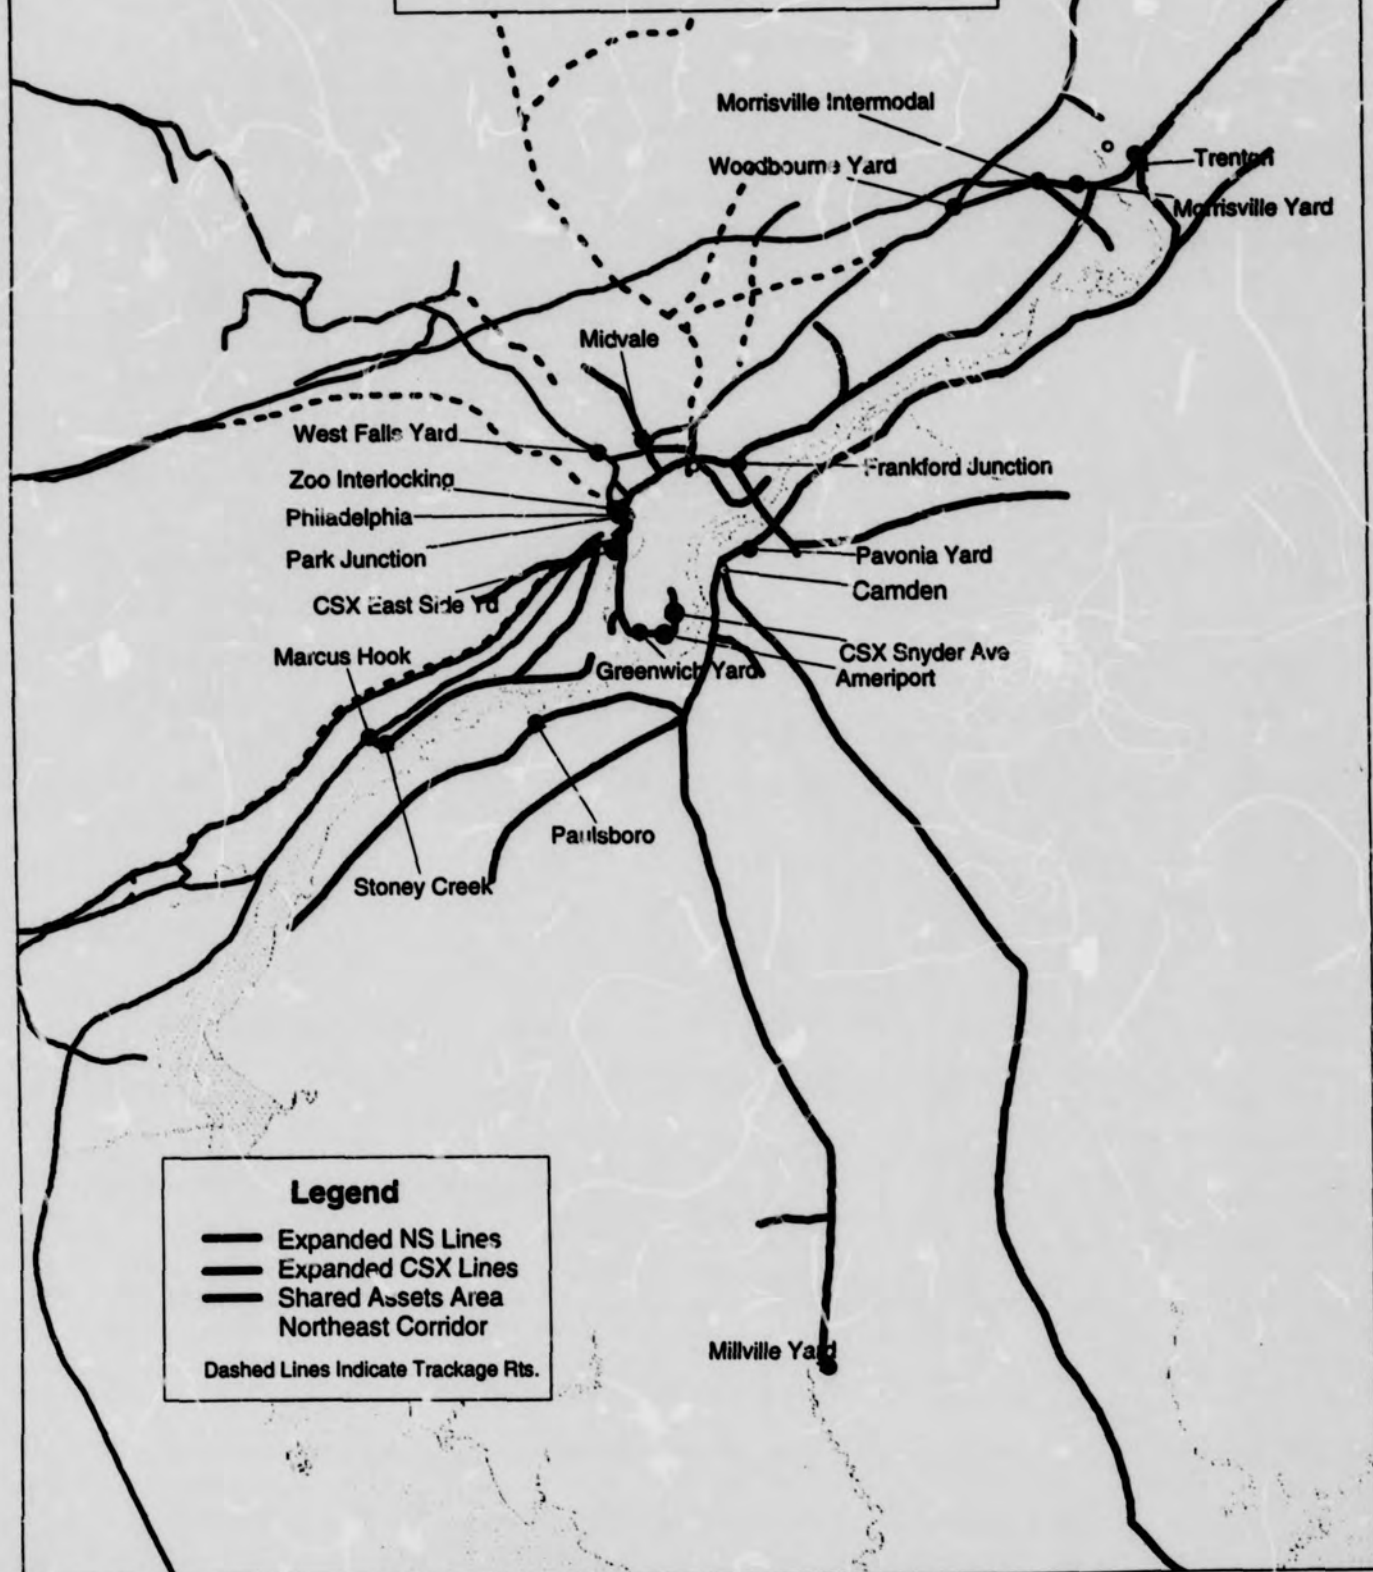 Morrisville Intermodal
Woodbourne Yard
Trenton
Morrisville Yard
Midvale
West Falls Yard
Frankford Junction
Zoo Interlocking
Philadelphia
Park Junction
Pavonia Yard
Camden
CSX East Side Yd
Marcus Hook
Greenwich Yard
CSX Snyder Ave
Ameriport
Paulsboro
Stoney Creek
Legend
Expanded NS Lines
Expanded CSX Lines
Shared Assets Area
Northeast Corridor
Dashed Lines Indicate Trackage Rts.
Millville Yard